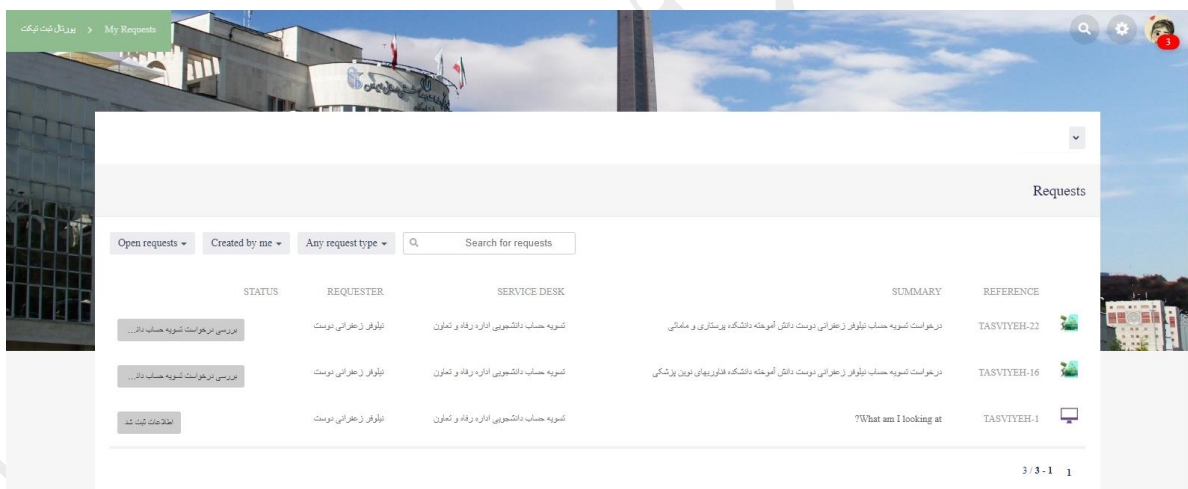 پورتال ثبت تیکت > My Requests
3
Requests
Open requests
Created by me
Any request type
Search for requests
REFERENCE SUMMARY SERVICE DESK REQUESTER STATUS
TASVIYEH-22 درخواست تسویه حساب نیلوفر زعفرانی دوست دانش آموخته دانشکده پرستاری و مامائی تسویه حساب دانشجویی اداره رفاه و تعاون نیلوفر زعفرانی دوست بررسی درخواست تسویه حساب دانـ...
TASVIYEH-16 درخواست تسویه حساب نیلوفر زعفرانی دوست دانش آموخته دانشکده فناوریهای نوین پزشکی تسویه حساب دانشجویی اداره رفاه و تعاون نیلوفر زعفرانی دوست بررسی درخواست تسویه حساب دانـ...
TASVIYEH-1 ?What am I looking at تسویه حساب دانشجویی اداره رفاه و تعاون نیلوفر زعفرانی دوست اطلاعات ثبت شد
3 / 3 - 1 1